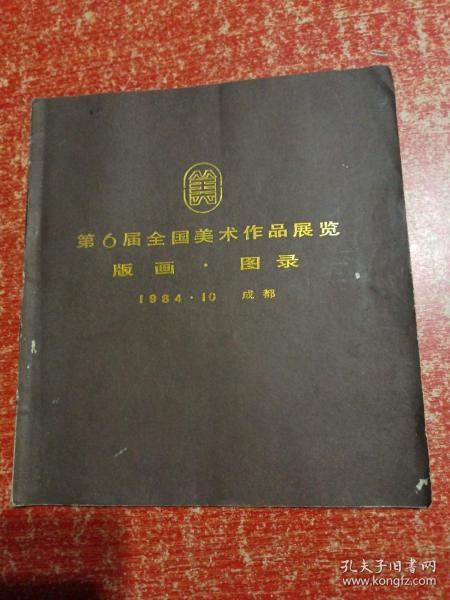 美
第6届全国美术作品展览
版画·图录
1984·10 成都
孔夫子旧书网
www.kongfz.com